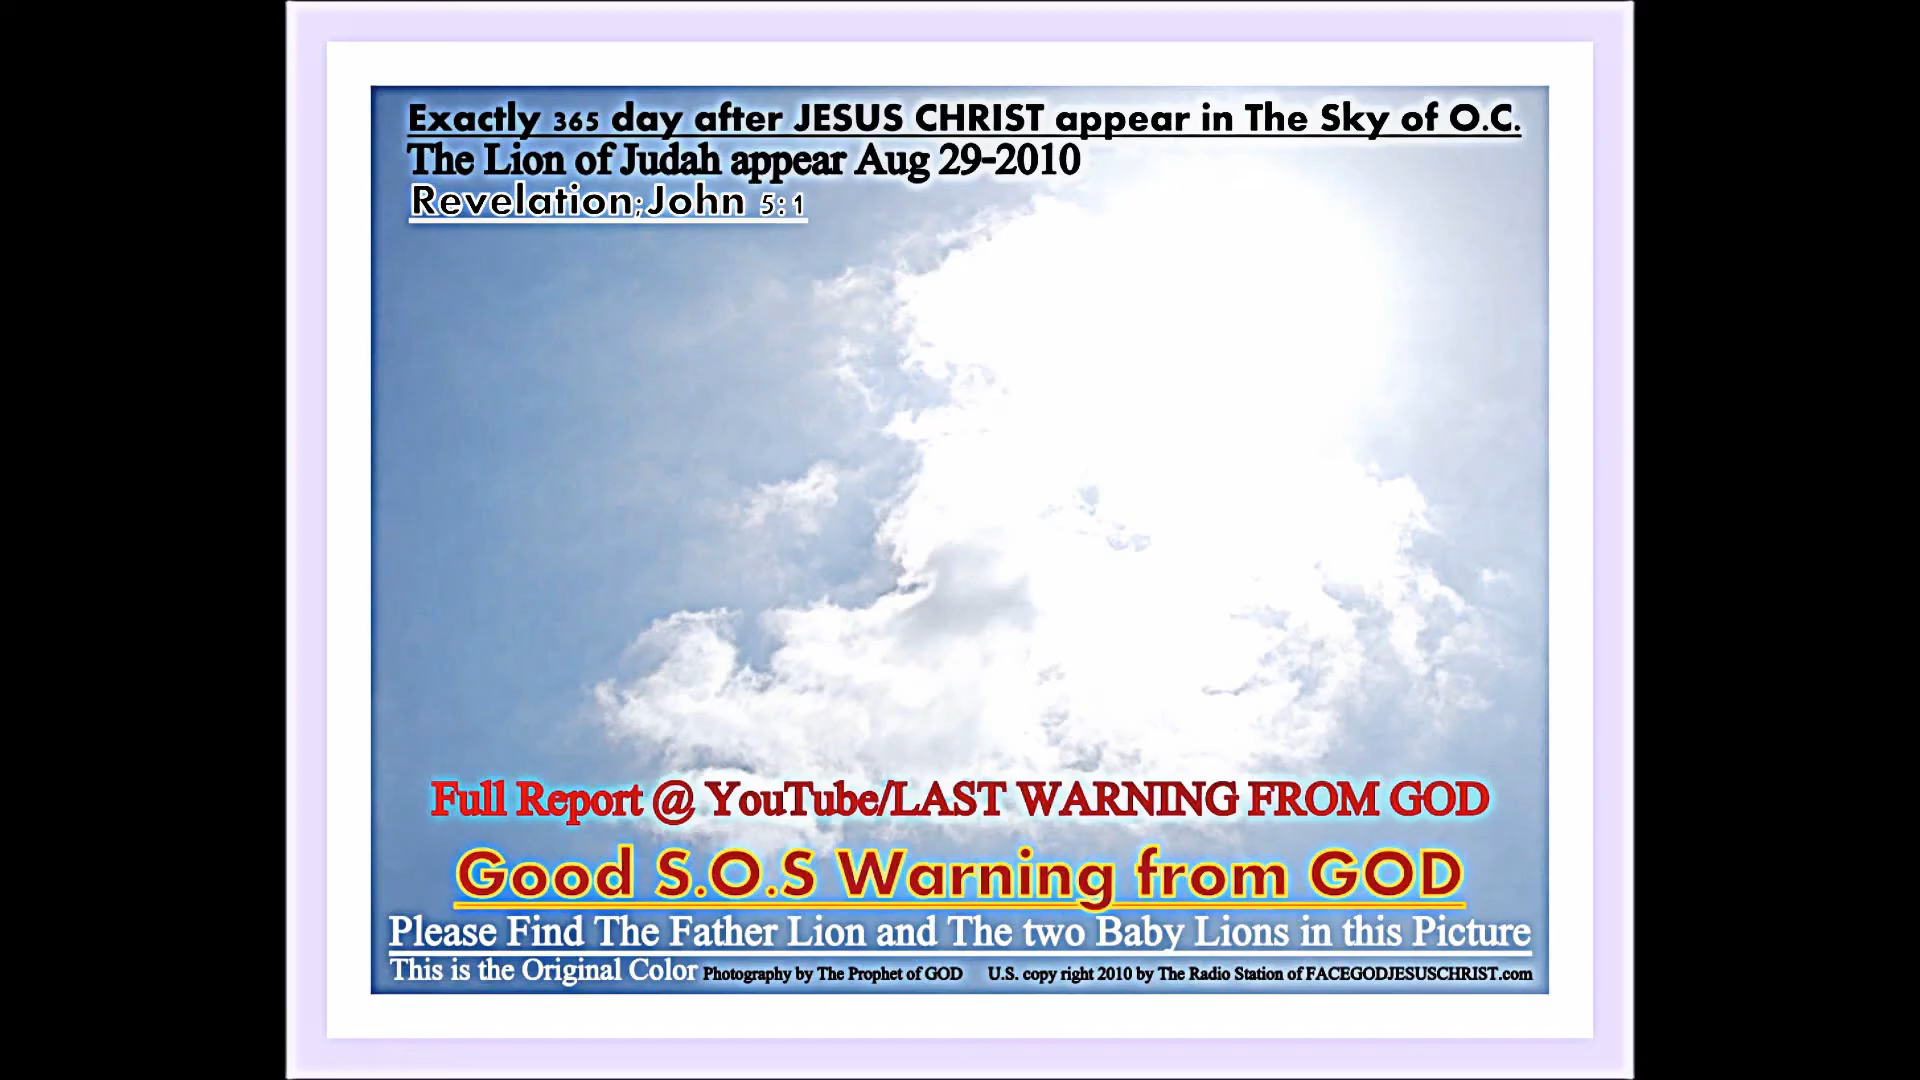 Exactly 365 day after JESUS CHRIST appear in The Sky of O.C.
The Lion of Judah appear Aug 29-2010
Revelation;John 5:1
Full Report @ YouTube/LAST WARNING FROM GOD
Good S.O.S Warning from GOD
Please Find The Father Lion and The two Baby Lions in this Picture
This is the Original Color Photography by The Prophet of GOD U.S. copy right 2010 by The Radio Station of FACEGODJESUSCHRIST.com